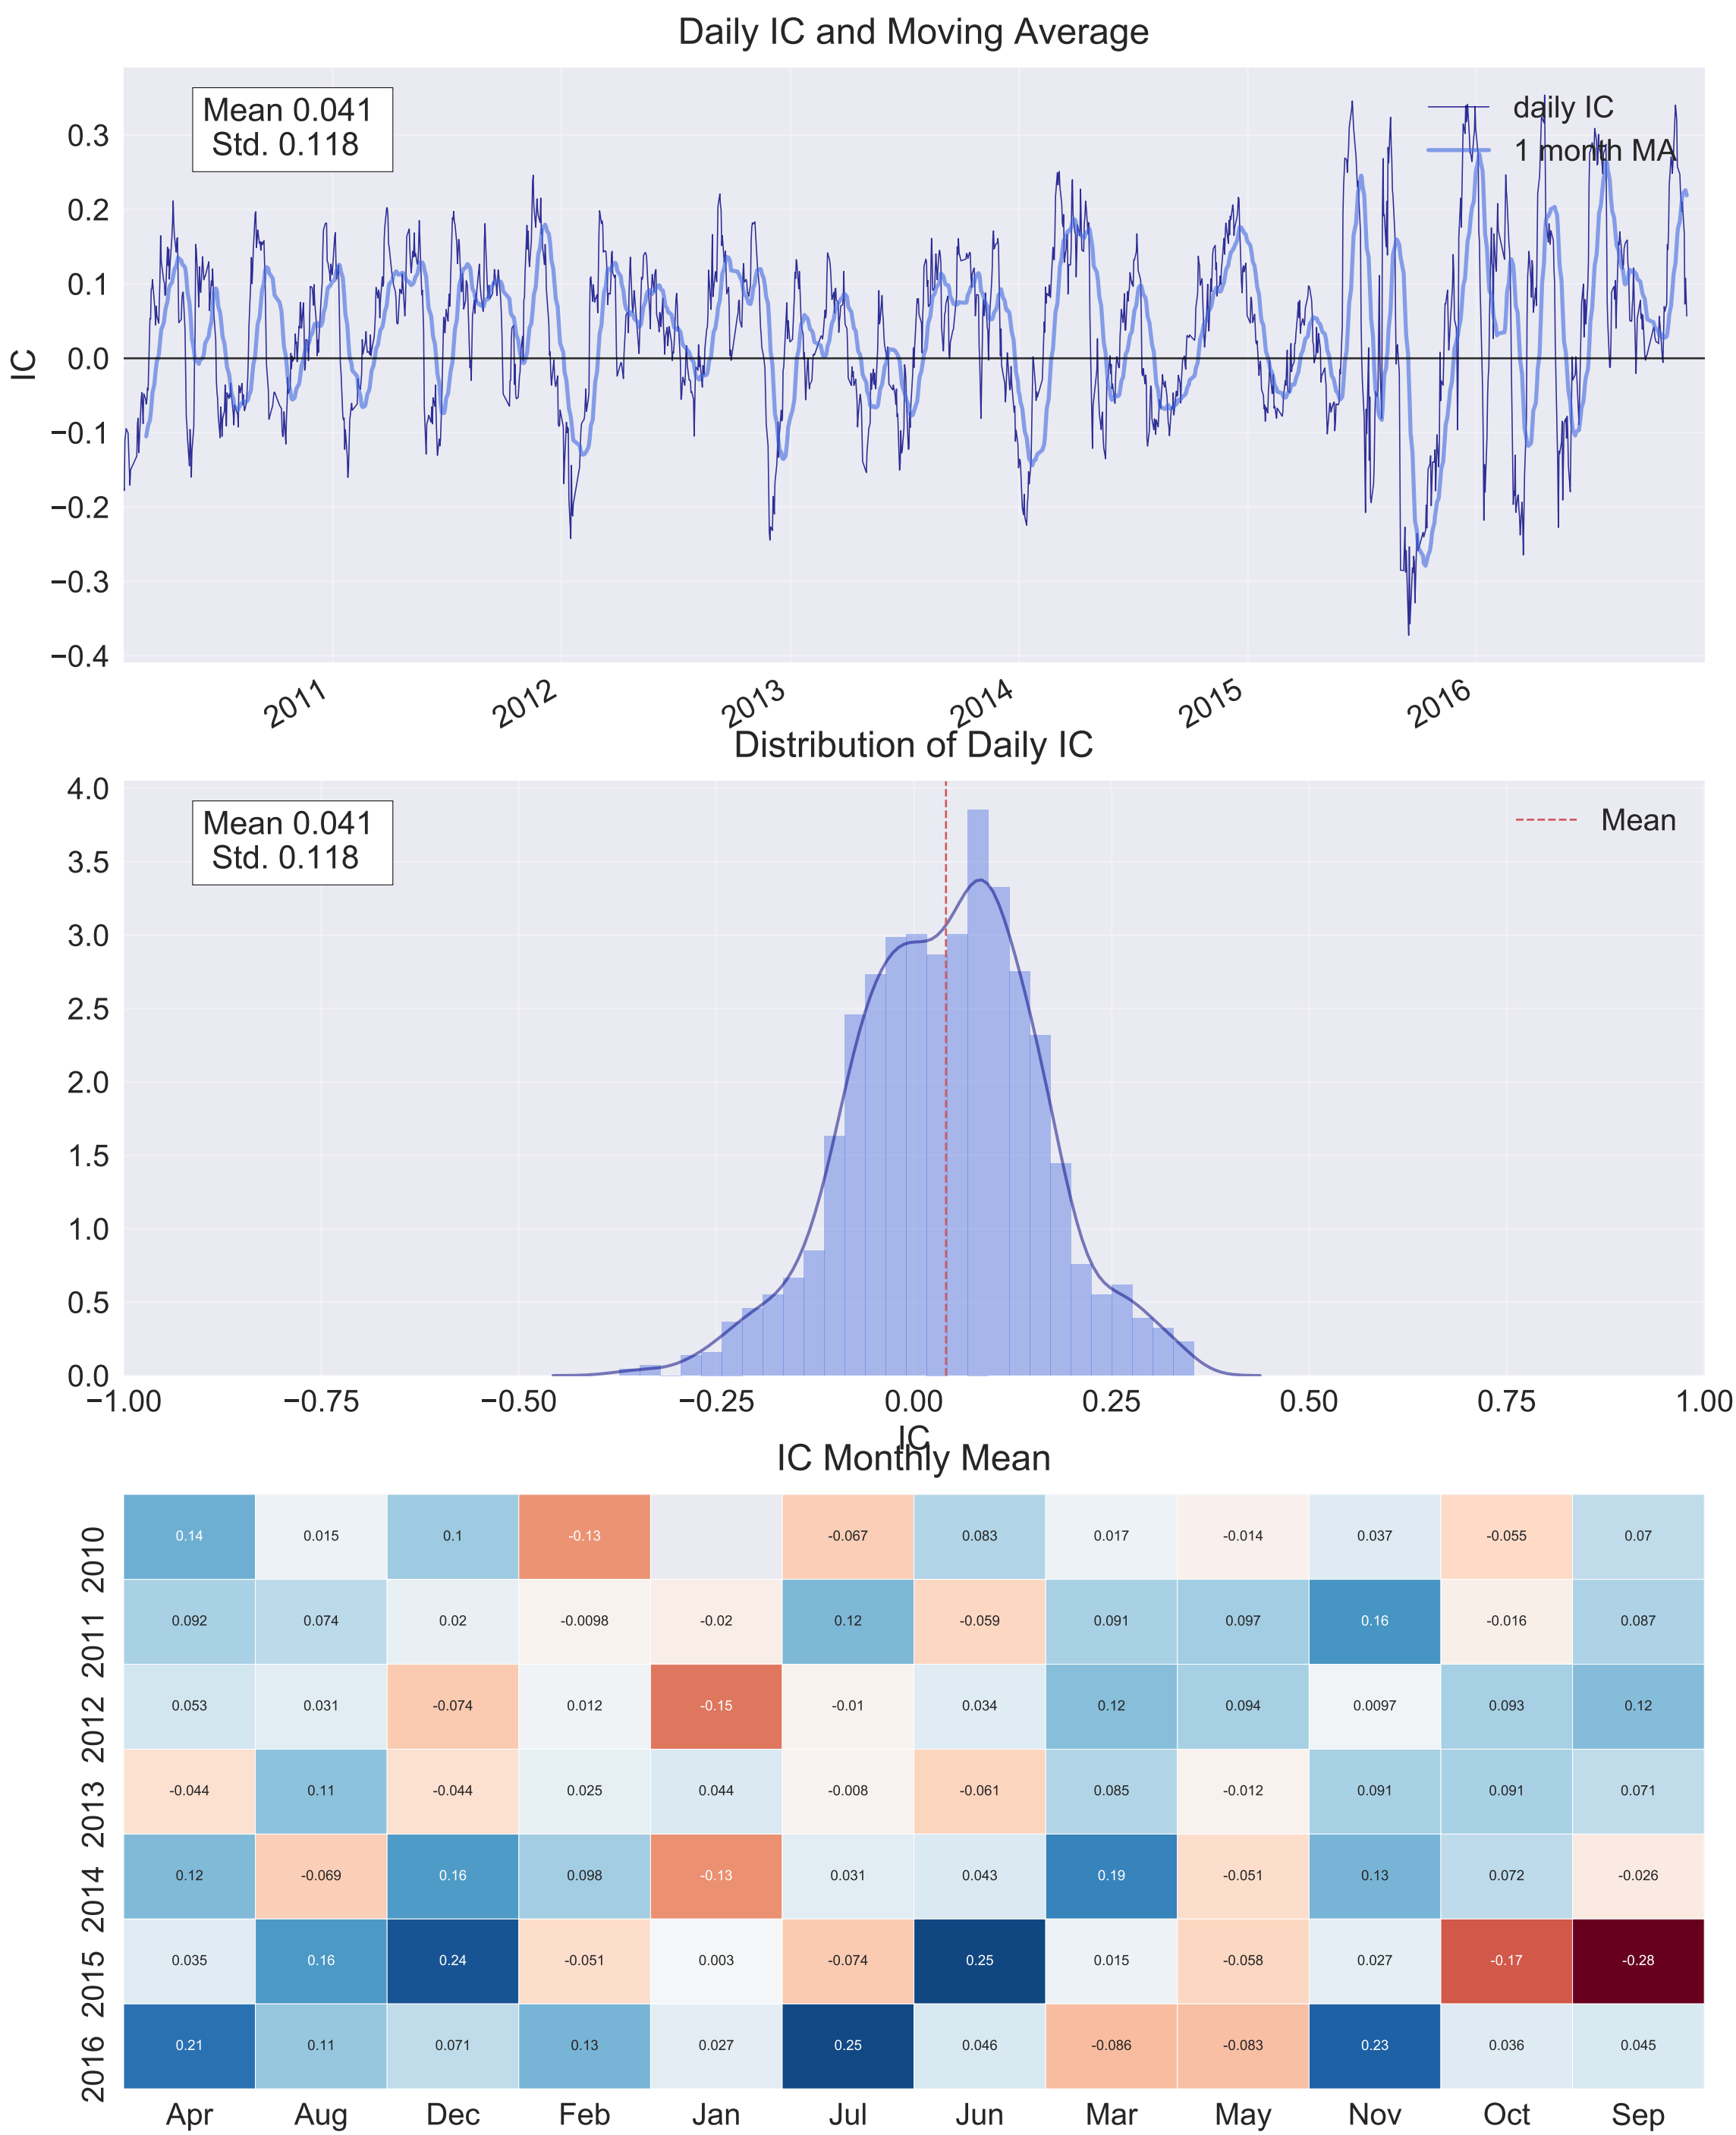 Daily IC and Moving Average
Mean 0.041
Std. 0.118
daily IC
1 month MA
IC
0.3
0.2
0.1
0.0
−0.1
−0.2
−0.3
−0.4
2011 2012 2013 2014 2015 2016
Distribution of Daily IC
Mean 0.041
Std. 0.118
Mean
4.0
3.5
3.0
2.5
2.0
1.5
1.0
0.5
0.0
−1.00 −0.75 −0.50 −0.25 0.00 0.25 0.50 0.75 1.00
IC
IC Monthly Mean
2010 0.14 0.015 0.1 -0.13 -0.067 0.083 0.017 -0.014 0.037 -0.055 0.07
2011 0.092 0.074 0.02 -0.0098 -0.02 0.12 -0.059 0.091 0.097 0.16 -0.016 0.087
2012 0.053 0.031 -0.074 0.012 -0.15 -0.01 0.034 0.12 0.094 0.0097 0.093 0.12
2013 -0.044 0.11 -0.044 0.025 0.044 -0.008 -0.061 0.085 -0.012 0.091 0.091 0.071
2014 0.12 -0.069 0.16 0.098 -0.13 0.031 0.043 0.19 -0.051 0.13 0.072 -0.026
2015 0.035 0.16 0.24 -0.051 0.003 -0.074 0.25 0.015 -0.058 0.027 -0.17 -0.28
2016 0.21 0.11 0.071 0.13 0.027 0.25 0.046 -0.086 -0.083 0.23 0.036 0.045
Apr Aug Dec Feb Jan Jul Jun Mar May Nov Oct Sep